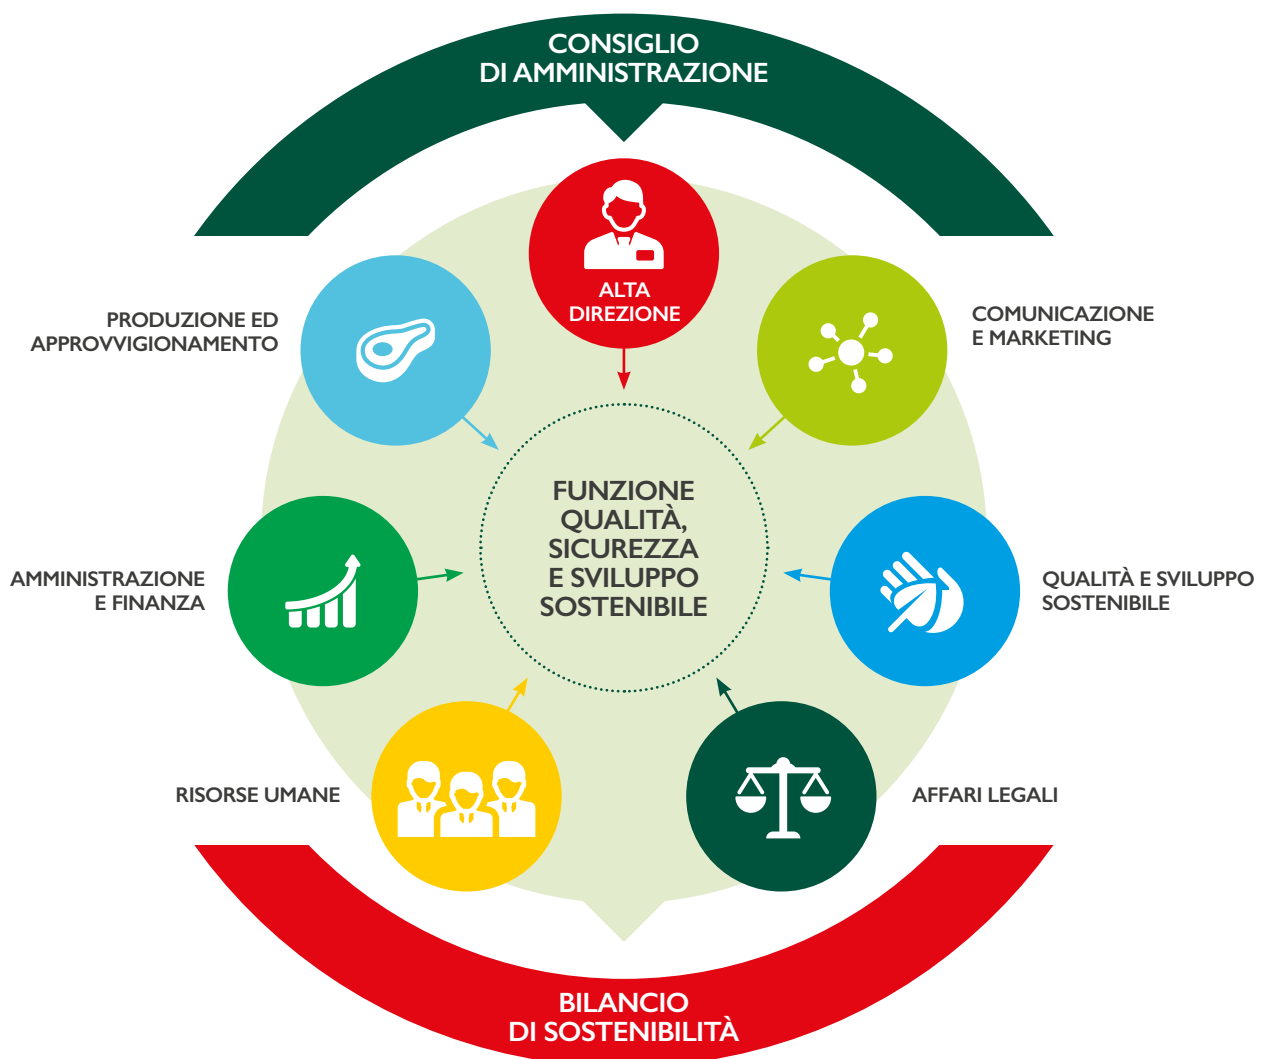 CONSIGLIO
DI AMMINISTRAZIONE
ALTA
DIREZIONE
PRODUZIONE ED
APPROVVIGIONAMENTO
COMUNICAZIONE
E MARKETING
FUNZIONE
QUALITÀ,
SICUREZZA
E SVILUPPO
SOSTENIBILE
AMMINISTRAZIONE
E FINANZA
QUALITÀ E SVILUPPO
SOSTENIBILE
RISORSE UMANE
AFFARI LEGALI
BILANCIO
DI SOSTENIBILITÀ